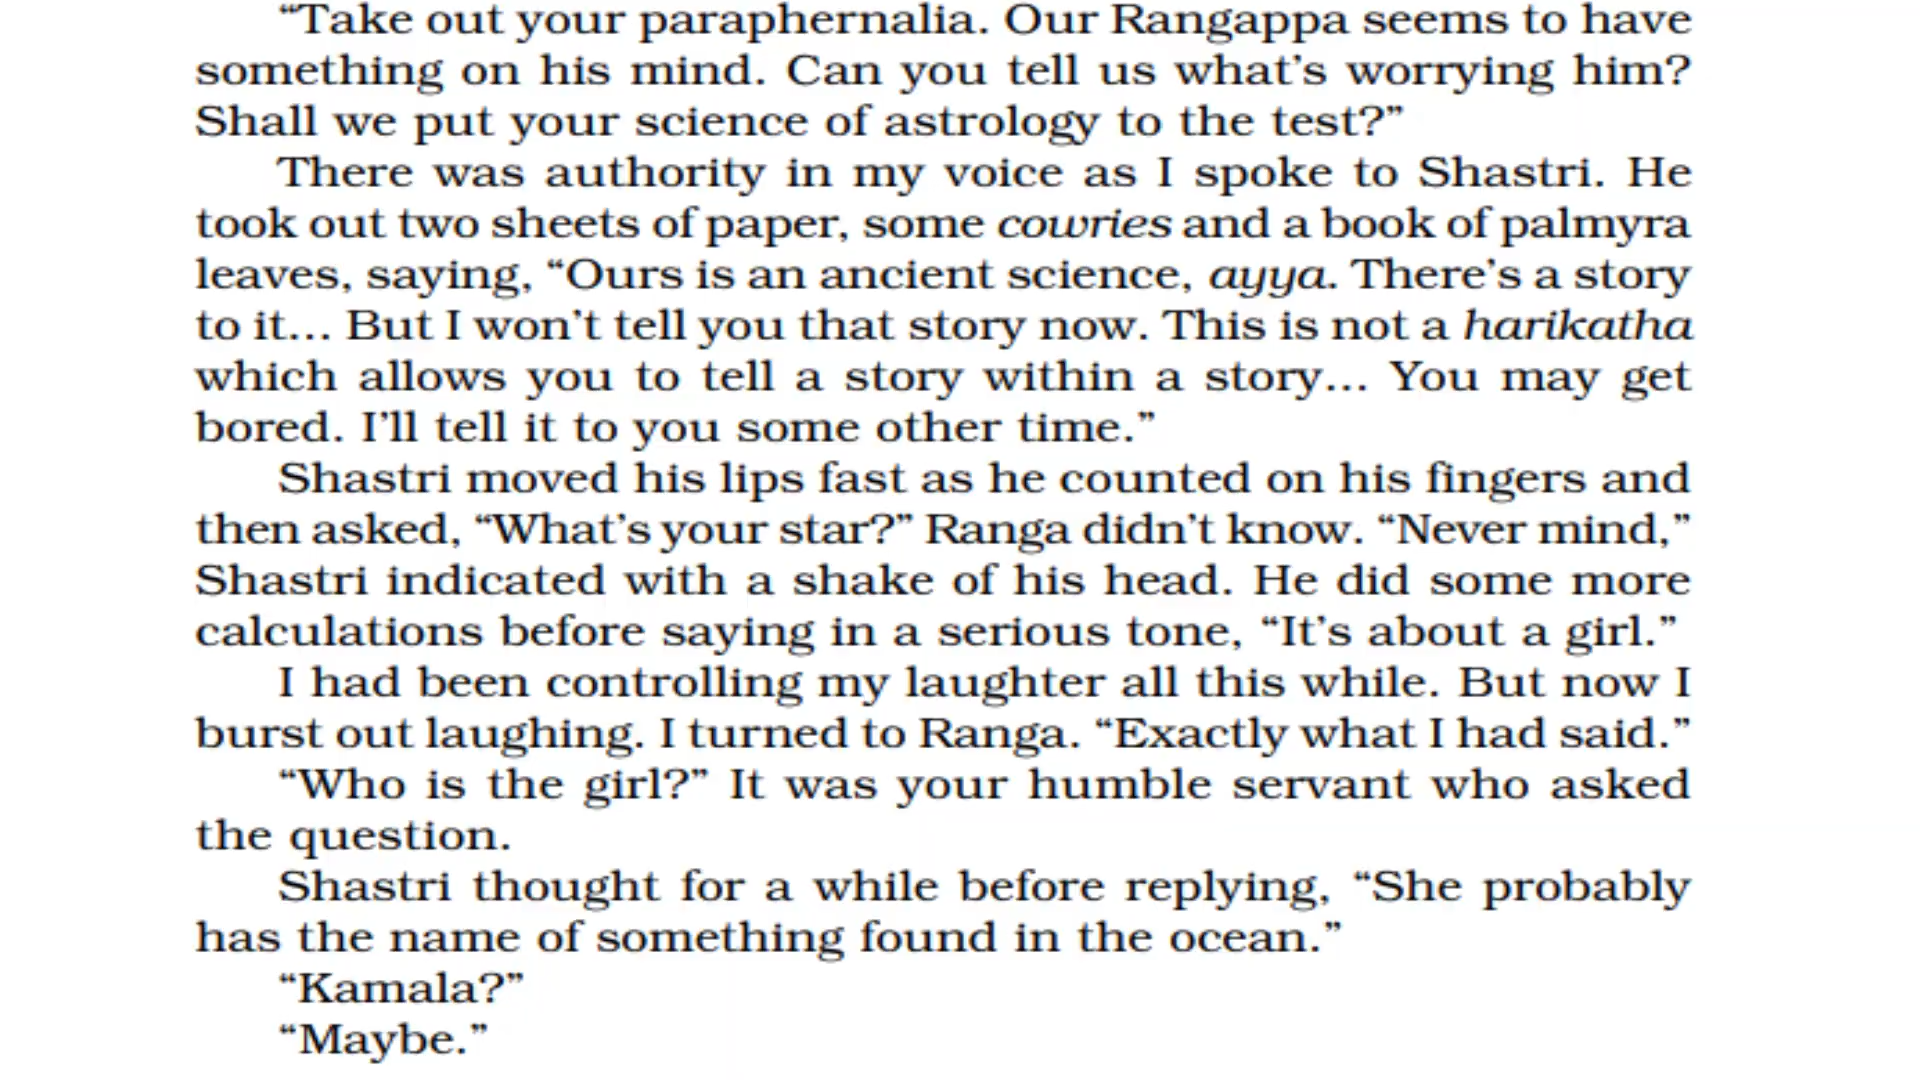 “Take out your paraphernalia. Our Rangappa seems to have
something on his mind. Can you tell us what’s worrying him?
Shall we put your science of astrology to the test?”
There was authority in my voice as I spoke to Shastri. He
took out two sheets of paper, some cowries and a book of palmyra
leaves, saying, “Ours is an ancient science, ayya. There’s a story
to it... But I won’t tell you that story now. This is not a harikatha
which allows you to tell a story within a story... You may get
bored. I’ll tell it to you some other time.”
Shastri moved his lips fast as he counted on his fingers and
then asked, “What’s your star?” Ranga didn’t know. “Never mind,”
Shastri indicated with a shake of his head. He did some more
calculations before saying in a serious tone, “It’s about a girl.”
I had been controlling my laughter all this while. But now I
burst out laughing. I turned to Ranga. “Exactly what I had said.”
“Who is the girl?” It was your humble servant who asked
the question.
Shastri thought for a while before replying, “She probably
has the name of something found in the ocean.”
“Kamala?”
“Maybe.”